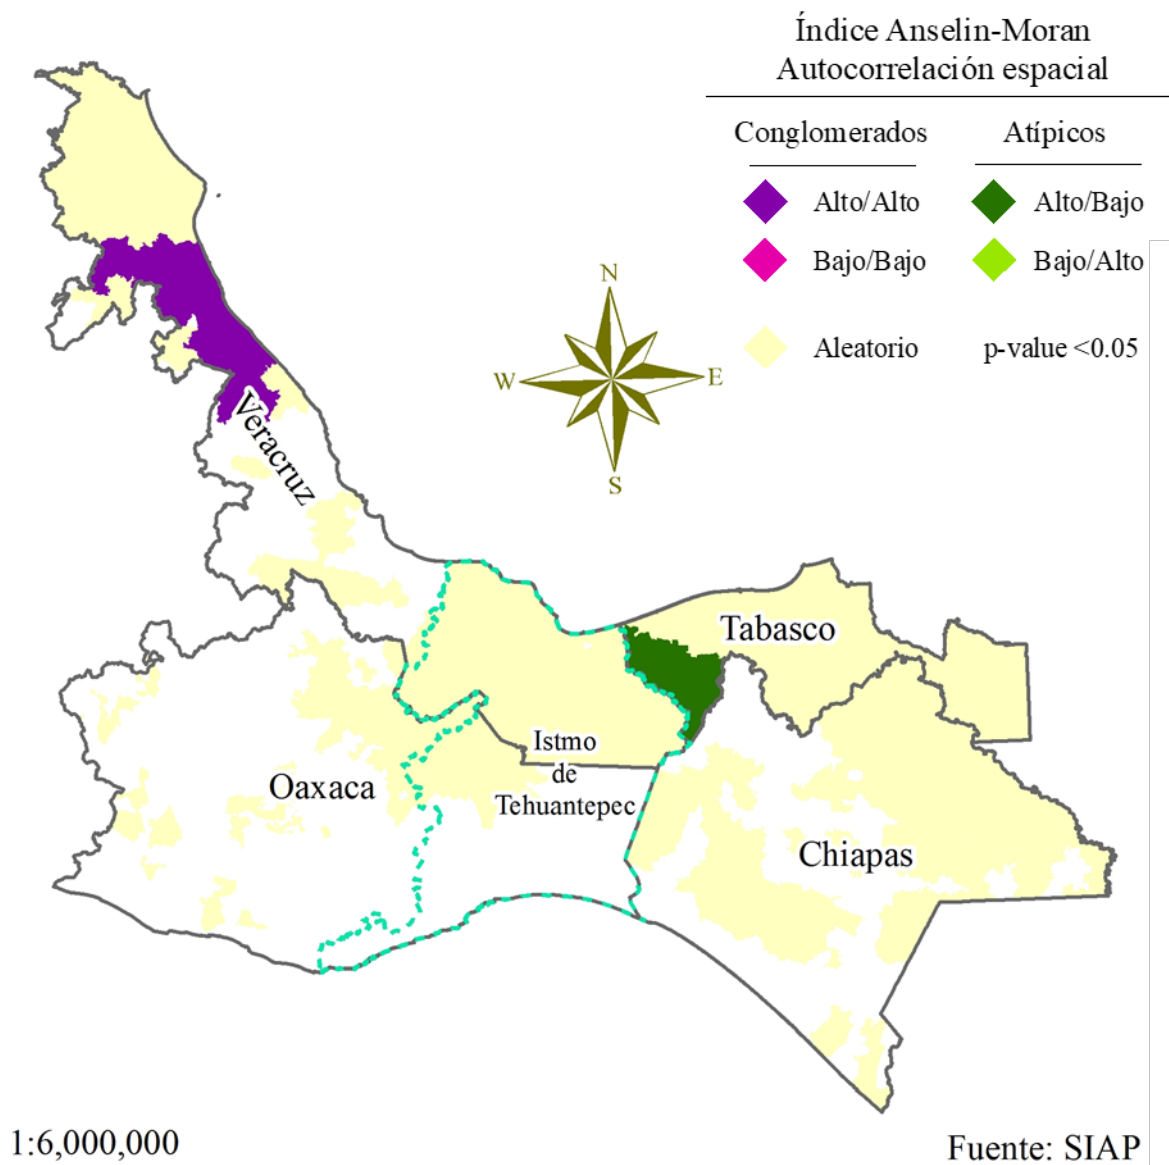 Índice Anselin-Moran
Autocorrelación espacial
Conglomerados
Atípicos
Alto/Alto
Alto/Bajo
Bajo/Bajo
Bajo/Alto
Aleatorio
p-value <0.05
N
W
E
S
Veracruz
Tabasco
Istmo
de
Tehuantepec
Oaxaca
Chiapas
1:6,000,000
Fuente: SIAP